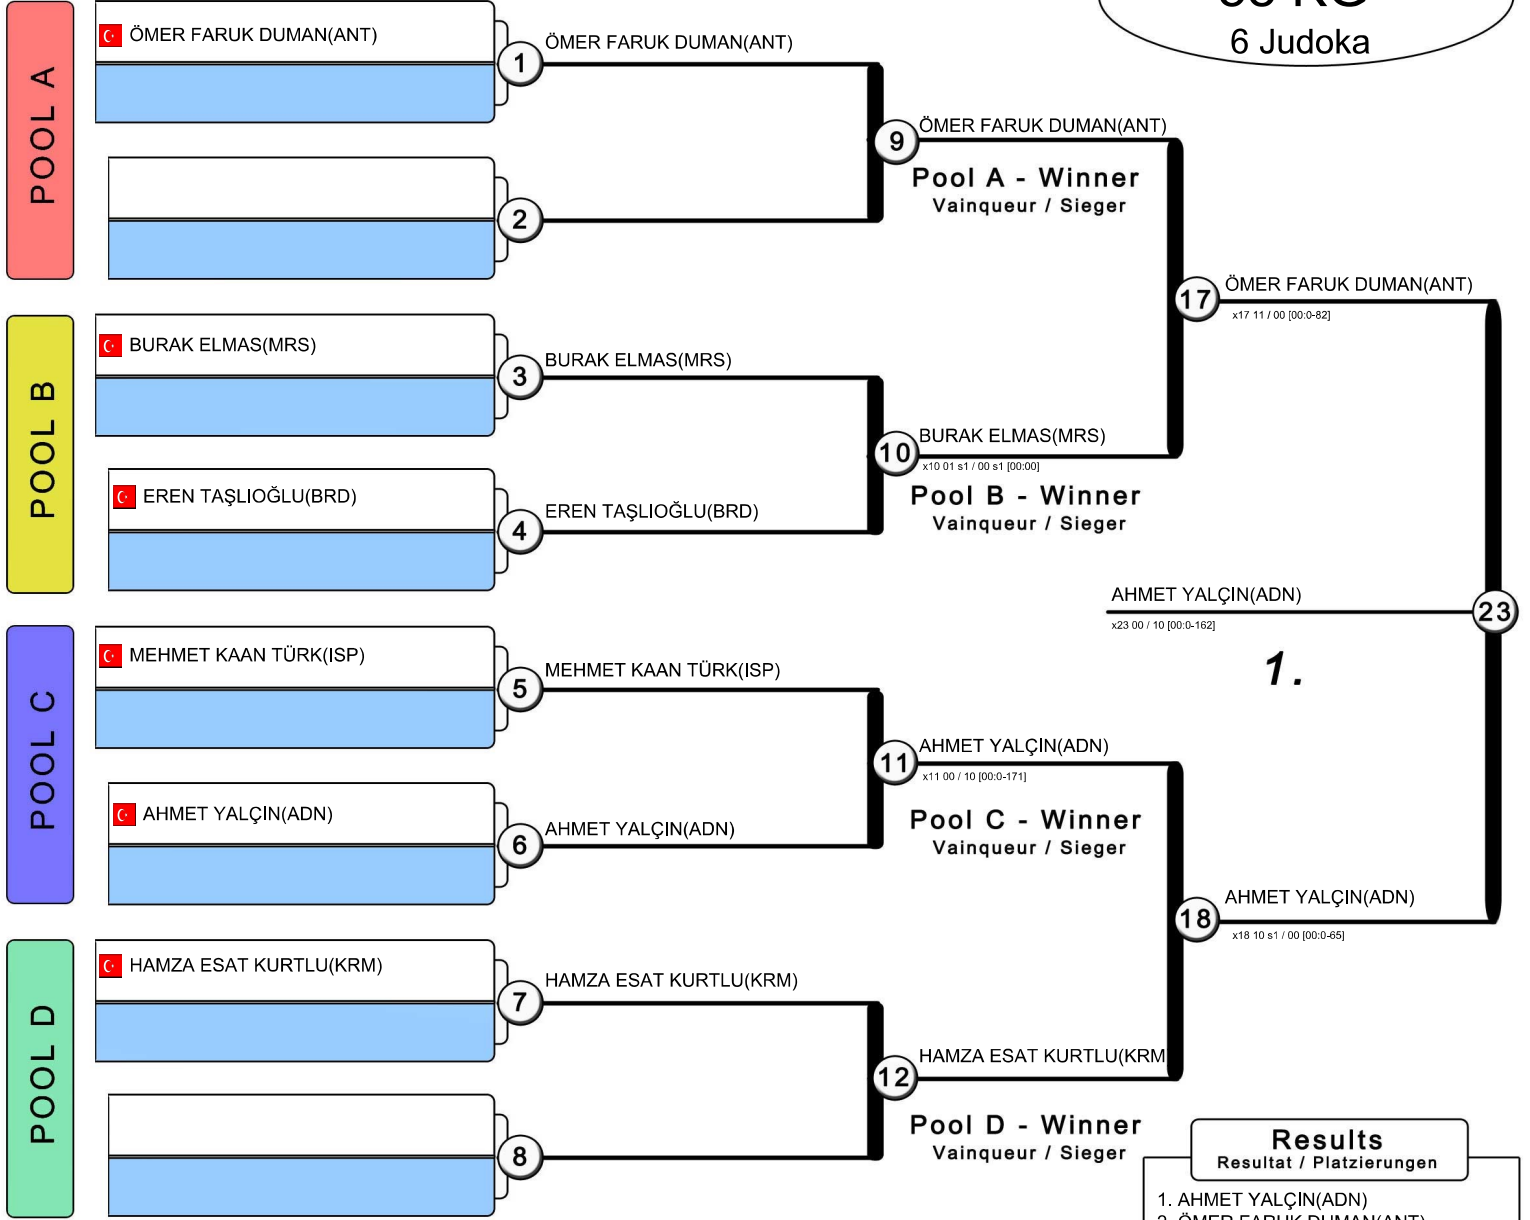 6 Judoka
POOL A
ÖMER FARUK DUMAN(ANT)
1
ÖMER FARUK DUMAN(ANT)
2
9
ÖMER FARUK DUMAN(ANT)
Pool A - Winner
Vainqueur / Sieger
17
ÖMER FARUK DUMAN(ANT)
x17 11 / 00 [00:0-82]
POOL B
BURAK ELMAS(MRS)
3
BURAK ELMAS(MRS)
EREN TAŞLIOĞLU(BRD)
4
EREN TAŞLIOĞLU(BRD)
10
BURAK ELMAS(MRS)
x10 01 s1 / 00 s1 [00:00]
Pool B - Winner
Vainqueur / Sieger
AHMET YALÇIN(ADN)
x23 00 / 10 [00:0-162]
23
1.
POOL C
MEHMET KAAN TÜRK(ISP)
5
MEHMET KAAN TÜRK(ISP)
AHMET YALÇIN(ADN)
6
AHMET YALÇIN(ADN)
11
AHMET YALÇIN(ADN)
x11 00 / 10 [00:0-171]
Pool C - Winner
Vainqueur / Sieger
18
AHMET YALÇIN(ADN)
x18 10 s1 / 00 [00:0-65]
POOL D
HAMZA ESAT KURTLU(KRM)
7
HAMZA ESAT KURTLU(KRM)
8
12
HAMZA ESAT KURTLU(KRM
Pool D - Winner
Vainqueur / Sieger
Results
Resultat / Platzierungen
1. AHMET YALÇIN(ADN)
2. ÖMER FARUK DUMAN(ANT)